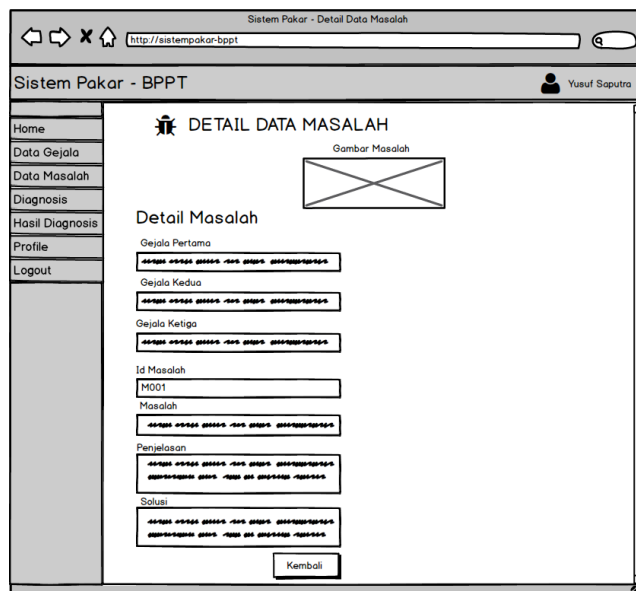 Sistem Pakar - Detail Data Masalah
http://sistempakar-bppt
Sistem Pakar - BPPT
Yusuf Saputra
Home
Data Gejala
Data Masalah
Diagnosis
Hasil Diagnosis
Profile
Logout
DETAIL DATA MASALAH
Gambar Masalah
Detail Masalah
Gejala Pertama
Gejala Kedua
Gejala Ketiga
Id Masalah
M001
Masalah
Penjelasan
Solusi
Kembali